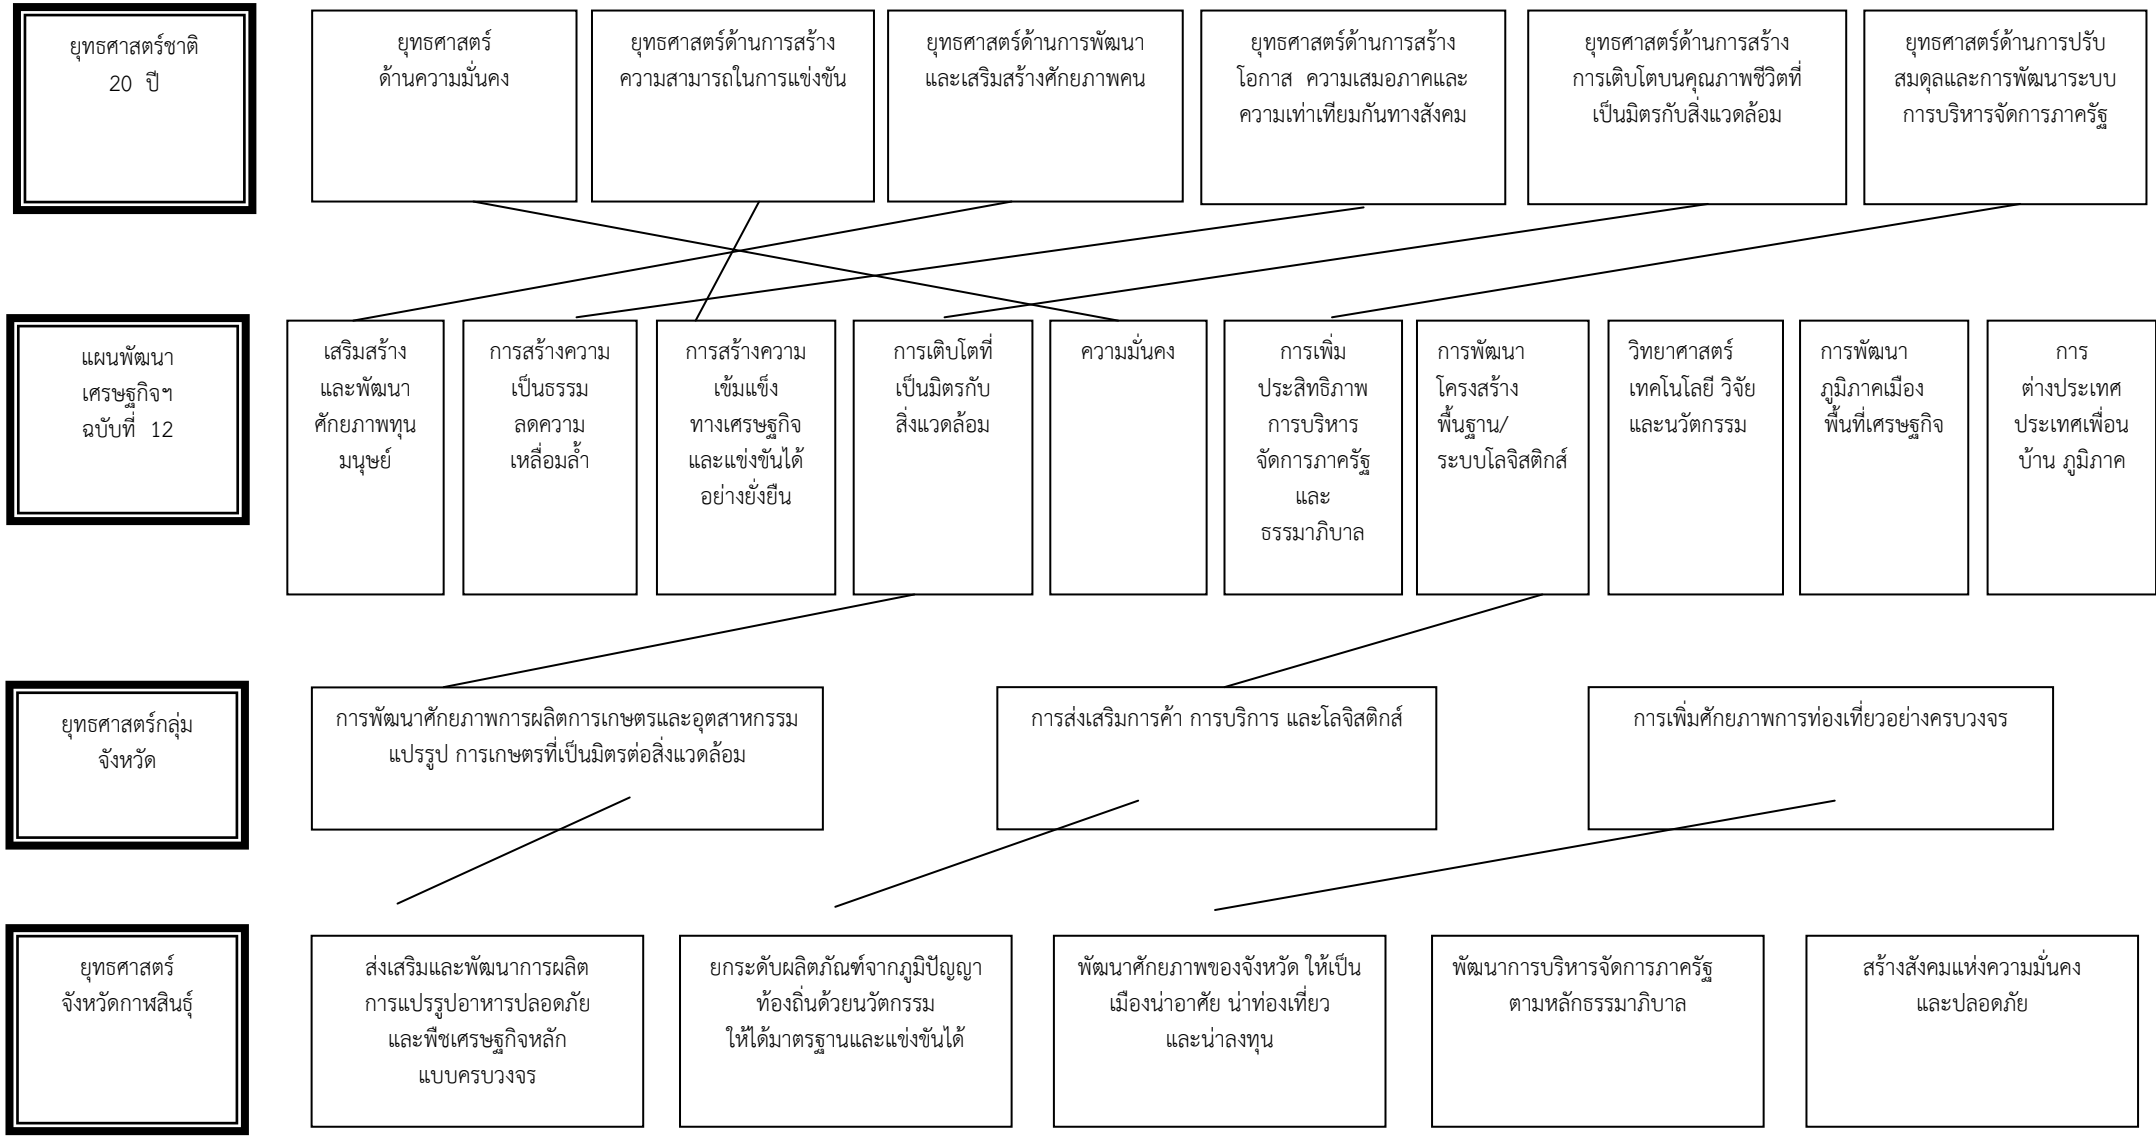 ยุทธศาสตร์ชาติ
20 ปี
ยุทธศาสตร์
ด้านความมั่นคง
ยุทธศาสตร์ด้านการสร้าง
ความสามารถในการแข่งขัน
ยุทธศาสตร์ด้านการพัฒนา
และเสริมสร้างศักยภาพคน
ยุทธศาสตร์ด้านการสร้าง
โอกาส ความเสมอภาคและ
ความเท่าเทียมกันทางสังคม
ยุทธศาสตร์ด้านการสร้าง
การเติบโตบนคุณภาพชีวิตที่
เป็นมิตรกับสิ่งแวดล้อม
ยุทธศาสตร์ด้านการปรับ
สมดุลและการพัฒนาระบบ
การบริหารจัดการภาครัฐ
แผนพัฒนา
เศรษฐกิจฯ
ฉบับที่ 12
เสริมสร้าง
และพัฒนา
ศักยภาพทุน
มนุษย์
การสร้างความ
เป็นธรรม
ลดความ
เหลื่อมล้ำ
การสร้างความ
เข้มแข็ง
ทางเศรษฐกิจ
และแข่งขันได้
อย่างยั่งยืน
การเติบโตที่
เป็นมิตรกับ
สิ่งแวดล้อม
ความมั่นคง
การเพิ่ม
ประสิทธิภาพ
การบริหาร
จัดการภาครัฐ
และ
ธรรมาภิบาล
การพัฒนา
โครงสร้าง
พื้นฐาน/
ระบบโลจิสติกส์
วิทยาศาสตร์
เทคโนโลยี วิจัย
และนวัตกรรม
การพัฒนา
ภูมิภาคเมือง
พื้นที่เศรษฐกิจ
การ
ต่างประเทศ
ประเทศเพื่อน
บ้าน ภูมิภาค
ยุทธศาสตร์กลุ่ม
จังหวัด
การพัฒนาศักยภาพการผลิตการเกษตรและอุตสาหกรรม
แปรรูป การเกษตรที่เป็นมิตรต่อสิ่งแวดล้อม
การส่งเสริมการค้า การบริการ และโลจิสติกส์
การเพิ่มศักยภาพการท่องเที่ยวอย่างครบวงจร
ยุทธศาสตร์
จังหวัดกาฬสินธุ์
ส่งเสริมและพัฒนาการผลิต
การแปรรูปอาหารปลอดภัย
และพืชเศรษฐกิจหลัก
แบบครบวงจร
ยกระดับผลิตภัณฑ์จากภูมิปัญญา
ท้องถิ่นด้วยนวัตกรรม
ให้ได้มาตรฐานและแข่งขันได้
พัฒนาศักยภาพของจังหวัด ให้เป็น
เมืองน่าอาศัย น่าท่องเที่ยว
และน่าลงทุน
พัฒนาการบริหารจัดการภาครัฐ
ตามหลักธรรมาภิบาล
สร้างสังคมแห่งความมั่นคง
และปลอดภัย